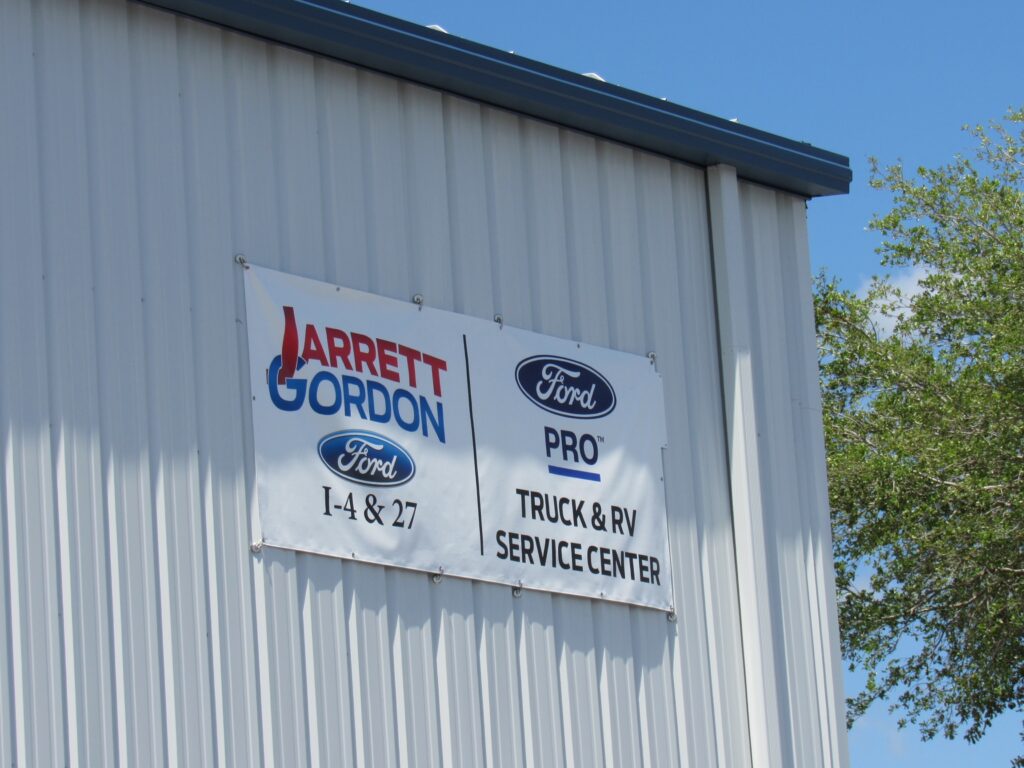 JARRETT
GORDON
Ford
I-4 & 27
Ford
PRO™
TRUCK & RV
SERVICE CENTER